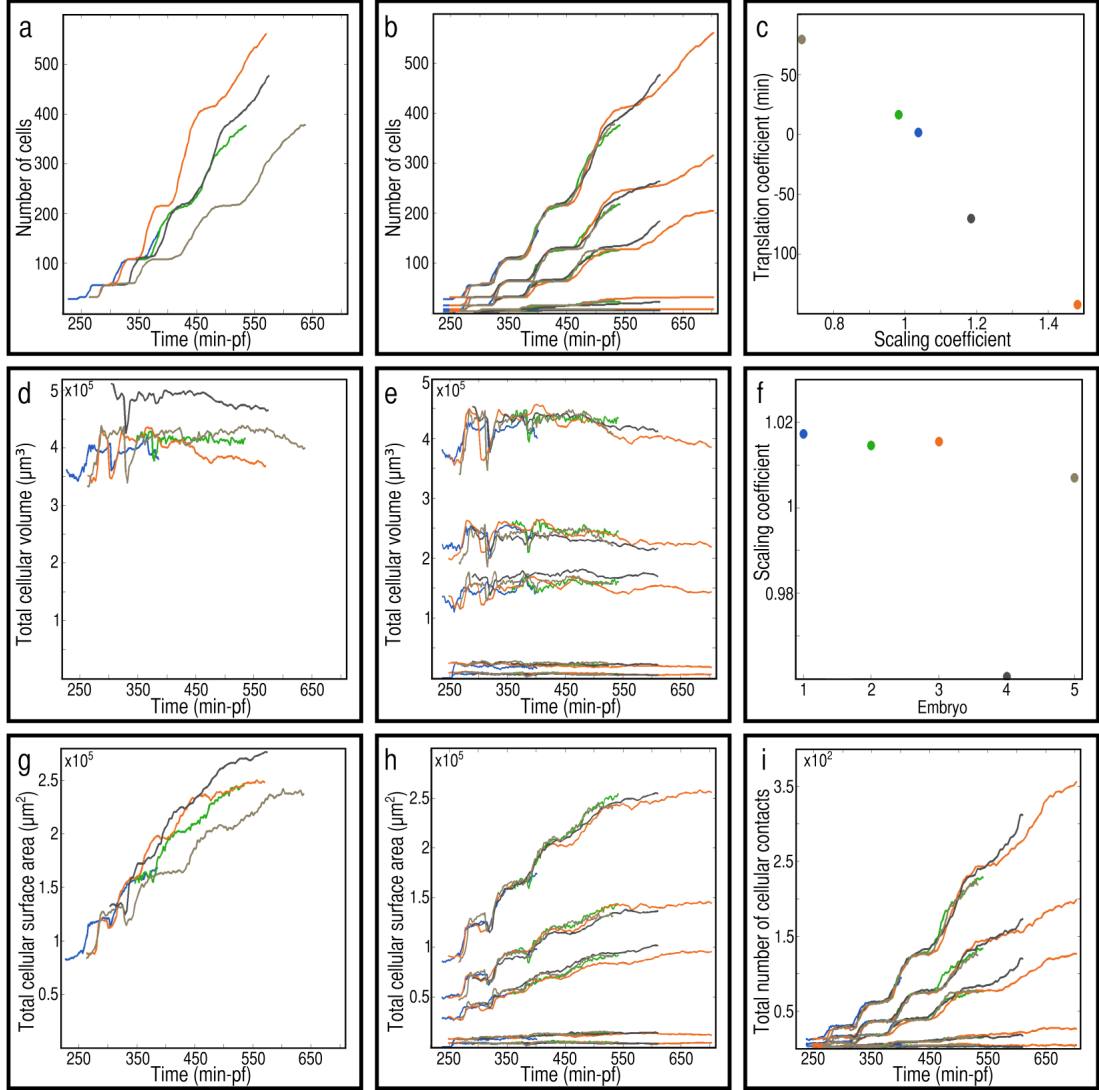 a
500
400
300
200
100
Number of cells
250
350
450
550
650
Time (min-pf)
b
500
400
300
200
100
Number of cells
250
350
450
550
650
Time (min-pf)
c
50
0
-50
-100
Translation coefficient (min)
0.8
1
1.2
1.4
Scaling coefficient
d
x10⁵
5
4
3
2
1
Total cellular volume (µm³)
250
350
450
550
650
Time (min-pf)
e
x10⁵
5
4
3
2
1
Total cellular volume (µm³)
250
350
450
550
650
Time (min-pf)
f
1.02
1
0.98
Scaling coefficient
1
2
3
4
5
Embryo
g
x10⁵
2.5
2
1.5
1
0.5
Total cellular surface area (µm²)
250
350
450
550
650
Time (min-pf)
h
x10⁵
2.5
2
1.5
1
0.5
Total cellular surface area (µm²)
250
350
450
550
650
Time (min-pf)
i
x10²
3.5
2.5
1.5
0.5
Total number of cellular contacts
250
350
450
550
650
Time (min-pf)